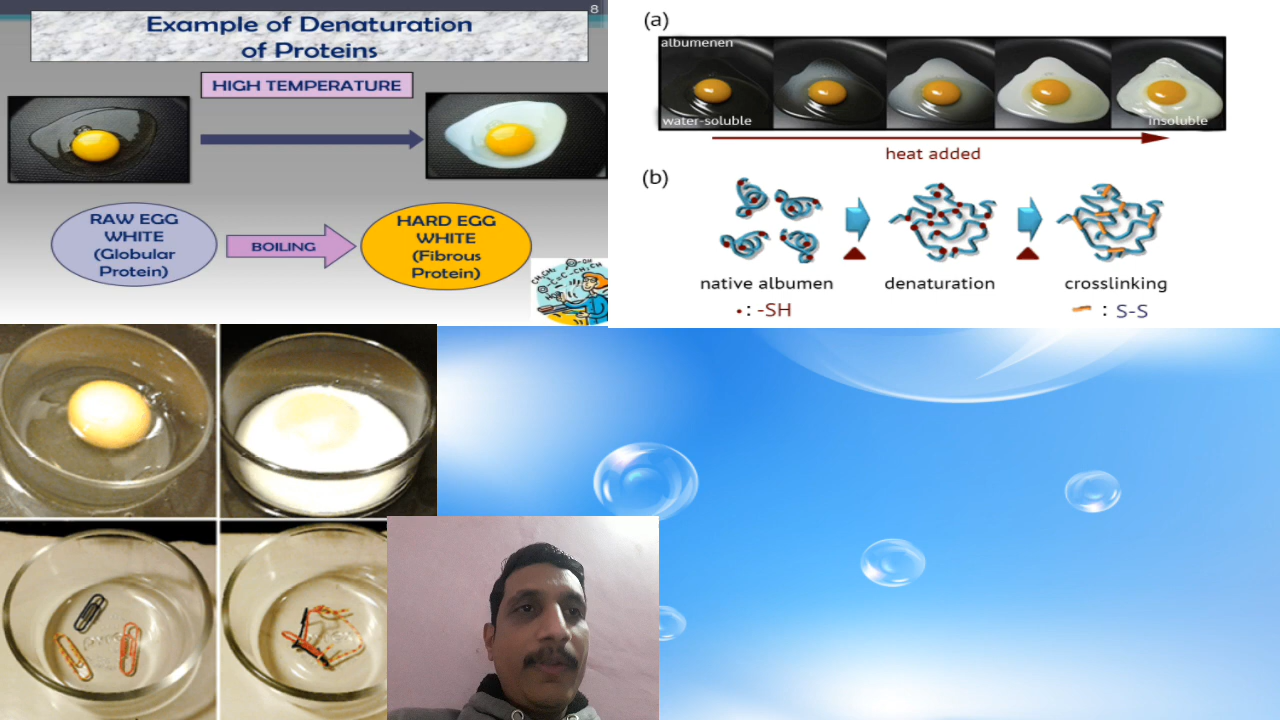 8
Example of Denaturation
of Proteins
HIGH TEMPERATURE
RAW EGG
WHITE
(Globular
Protein)
BOILING
HARD EGG
WHITE
(Fibrous
Protein)
(a)
albumenen
water-soluble
insoluble
heat added
(b)
native albumen
denaturation
crosslinking
•: -SH
: S-S